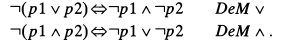 ¬(p1 ∨ p2)⇔¬p1 ∧ ¬p2 DeM ∨
¬(p1 ∧ p2)⇔¬p1 ∨ ¬p2 DeM ∧ .